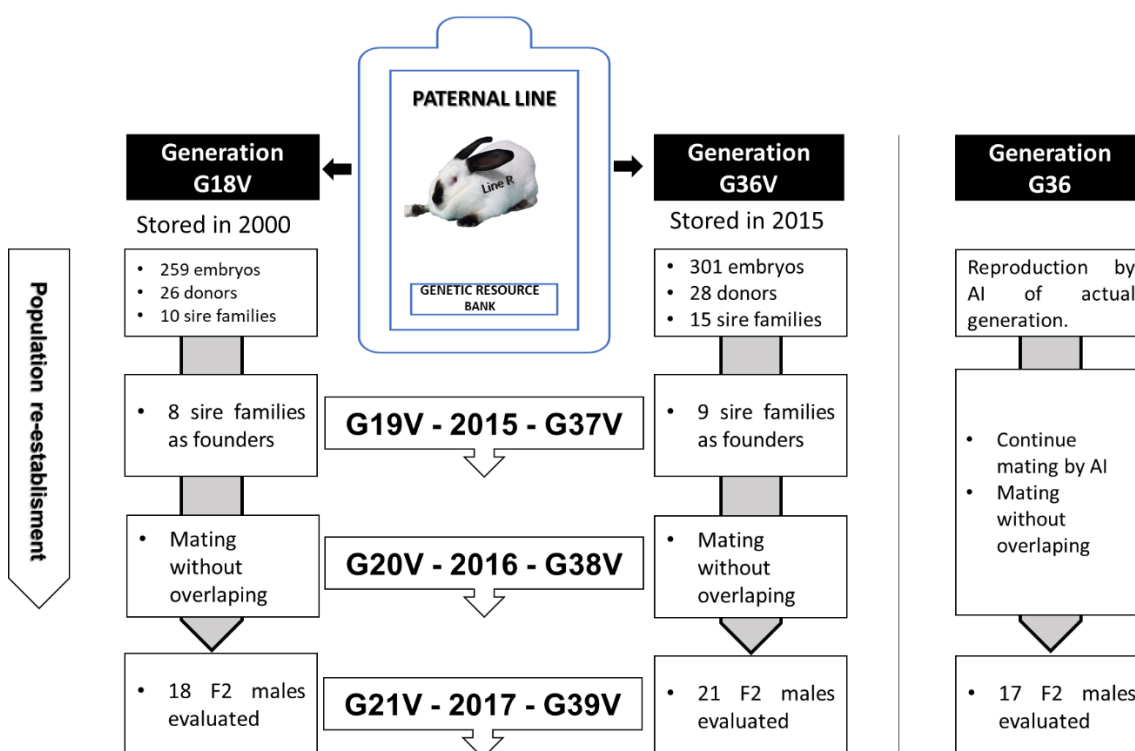 PATERNAL LINE
Line R
GENETIC RESOURCE
BANK
Generation
G18V
Stored in 2000
• 259 embryos
• 26 donors
• 10 sire families
Generation
G36V
Stored in 2015
• 301 embryos
• 28 donors
• 15 sire families
Generation
G36
Reproduction by
AI of actual
generation.
Population re-establisment
• 8 sire families
as founders
G19V - 2015 - G37V
• 9 sire families
as founders
• Continue
mating by AI
• Mating
without
overlaping
• Mating
without
overlaping
G20V - 2016 - G38V
• Mating
without
overlaping
• 18 F2 males
evaluated
G21V - 2017 - G39V
• 21 F2 males
evaluated
• 17 F2 males
evaluated